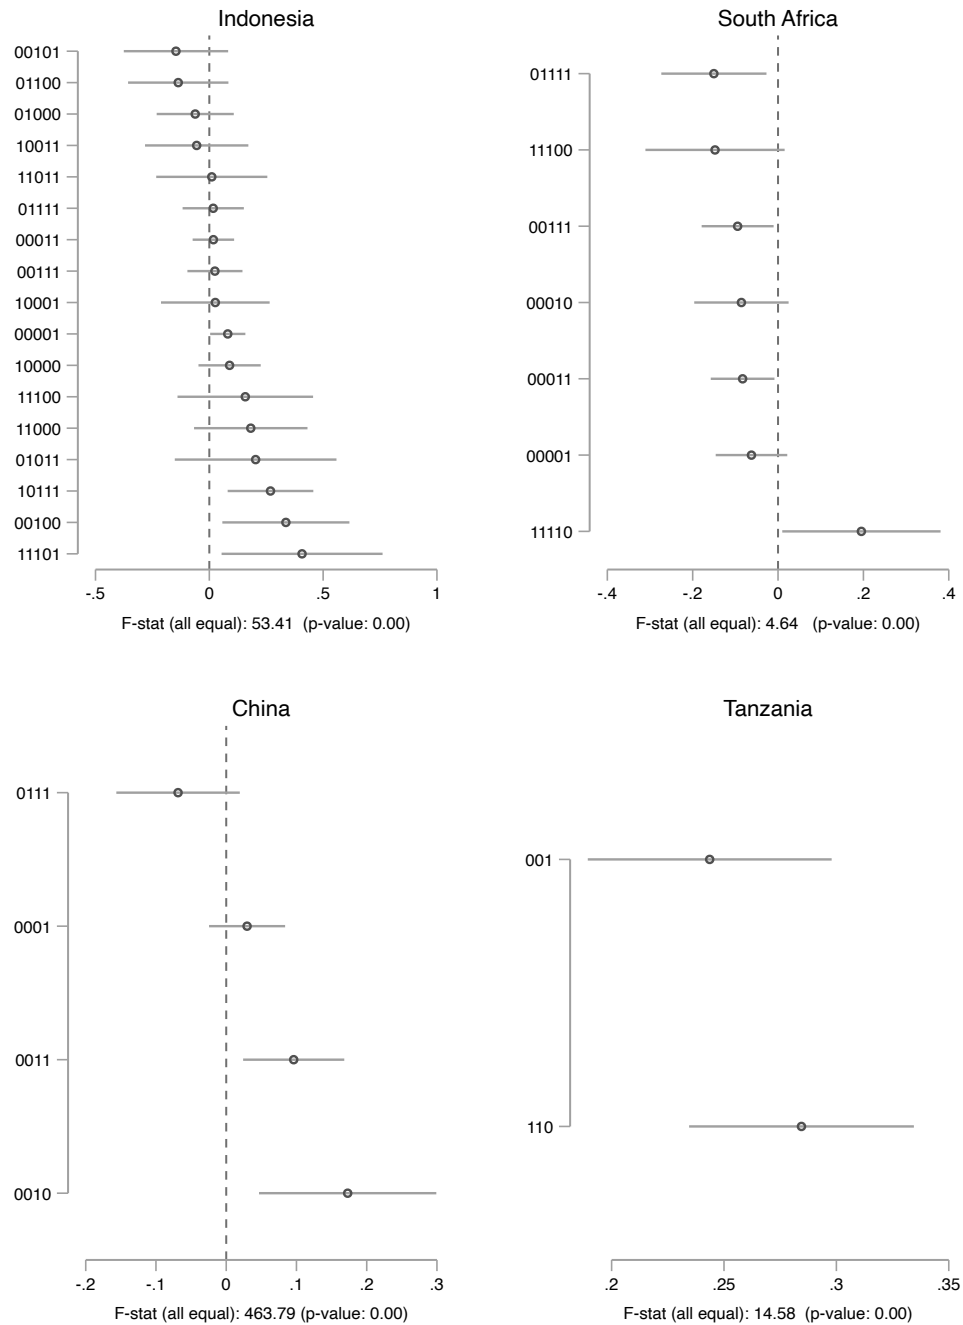 Indonesia
00101
01100
01000
10011
11011
01111
00011
00111
10001
00001
10000
11100
11000
01011
10111
00100
11101
-.5 0 .5 1
F-stat (all equal): 53.41 (p-value: 0.00)
South Africa
01111
11100
00111
00010
00011
00001
11110
-.4 -.2 0 .2 .4
F-stat (all equal): 4.64 (p-value: 0.00)
China
0111
0001
0011
0010
-.2 -.1 0 .1 .2 .3
F-stat (all equal): 463.79 (p-value: 0.00)
Tanzania
001
110
.2 .25 .3 .35
F-stat (all equal): 14.58 (p-value: 0.00)